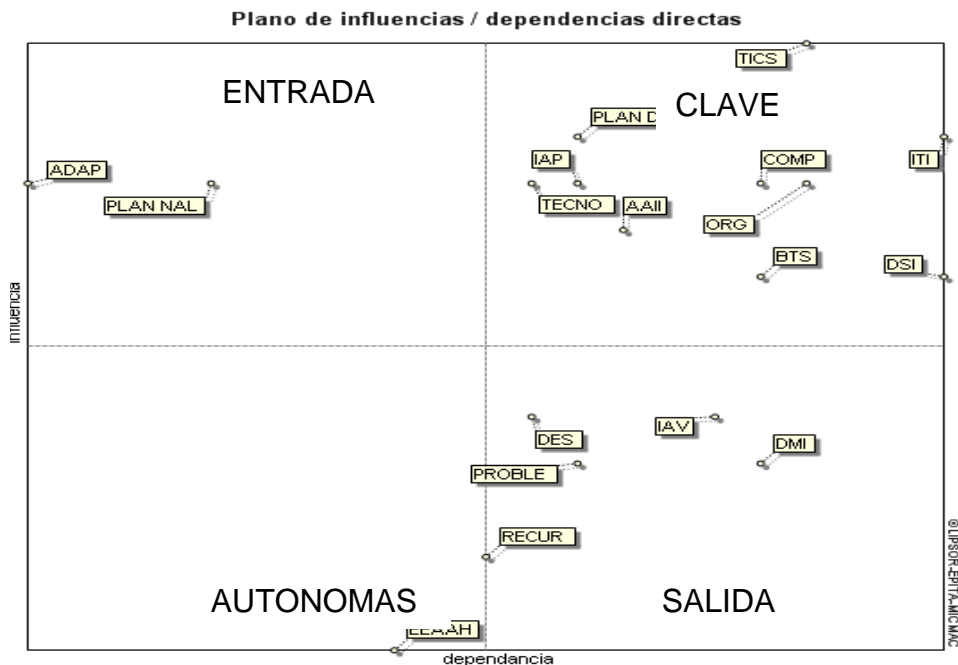 Plano de influencias / dependencias directas
TICS
ENTRADA
CLAVE
PLAN D
IAP
COMP
ITI
ADAP
PLAN NAL
TECNO
AAII
ORG
BTS
DSI
influencia
IAV
DES
DMI
PROBLE
RECUR
AUTONOMAS
SALIDA
EEAAH
dependancia
©LIPSOR-EPITA-MICMAC